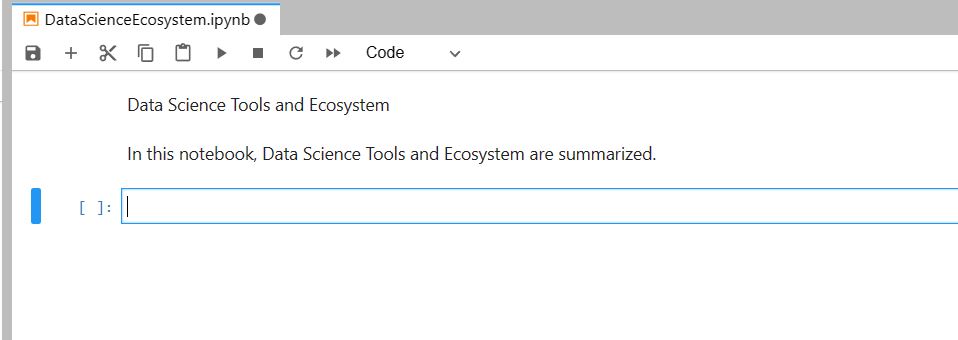 DataScienceEcosystem.ipynb
Code
Data Science Tools and Ecosystem
In this notebook, Data Science Tools and Ecosystem are summarized.
[ ]: